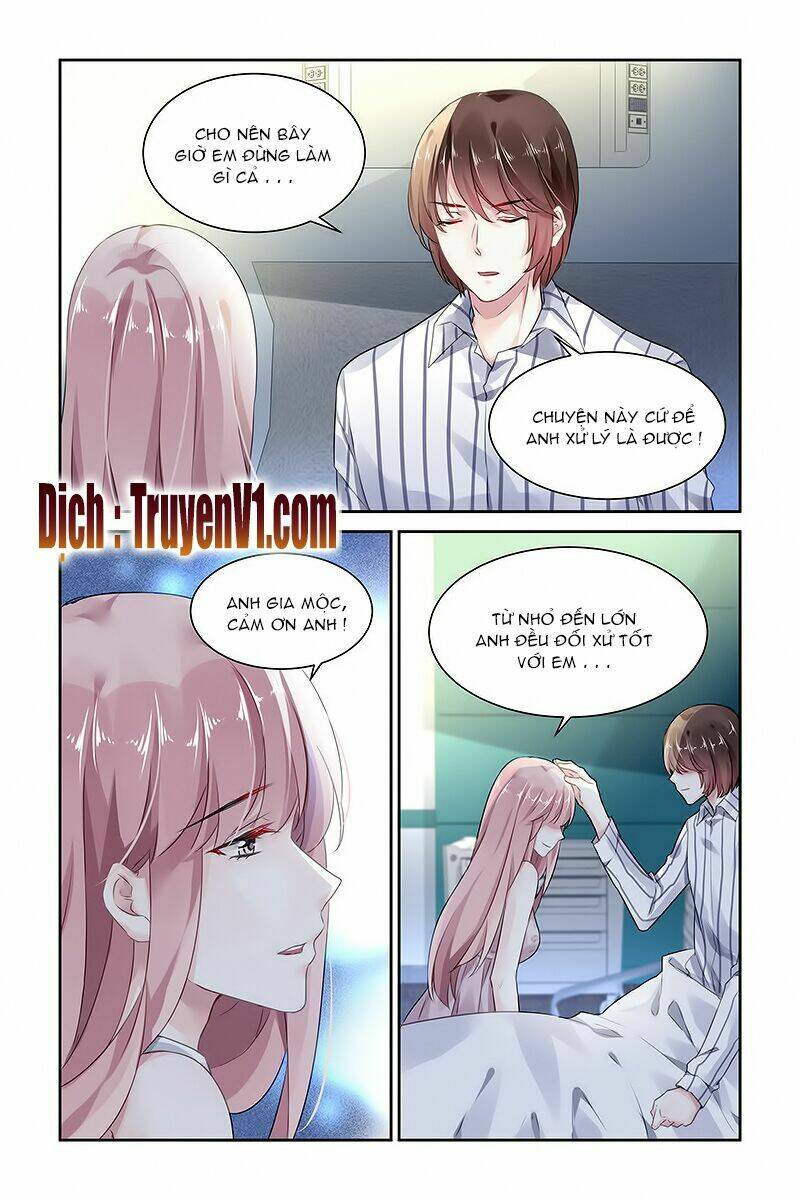 CHO NÊN BÂY
GIỜ EM ĐỪNG LÀM
GÌ CẢ . . .
CHUYỆN NÀY CỨ ĐỂ
ANH XỬ LÝ LÀ ĐƯỢC !
Dịch : TruyenV1.com
ANH GIA MỘC,
CẢM ƠN ANH !
TỪ NHỎ ĐẾN LỚN
ANH ĐỀU ĐỐI XỬ TỐT
VỚI EM . . .